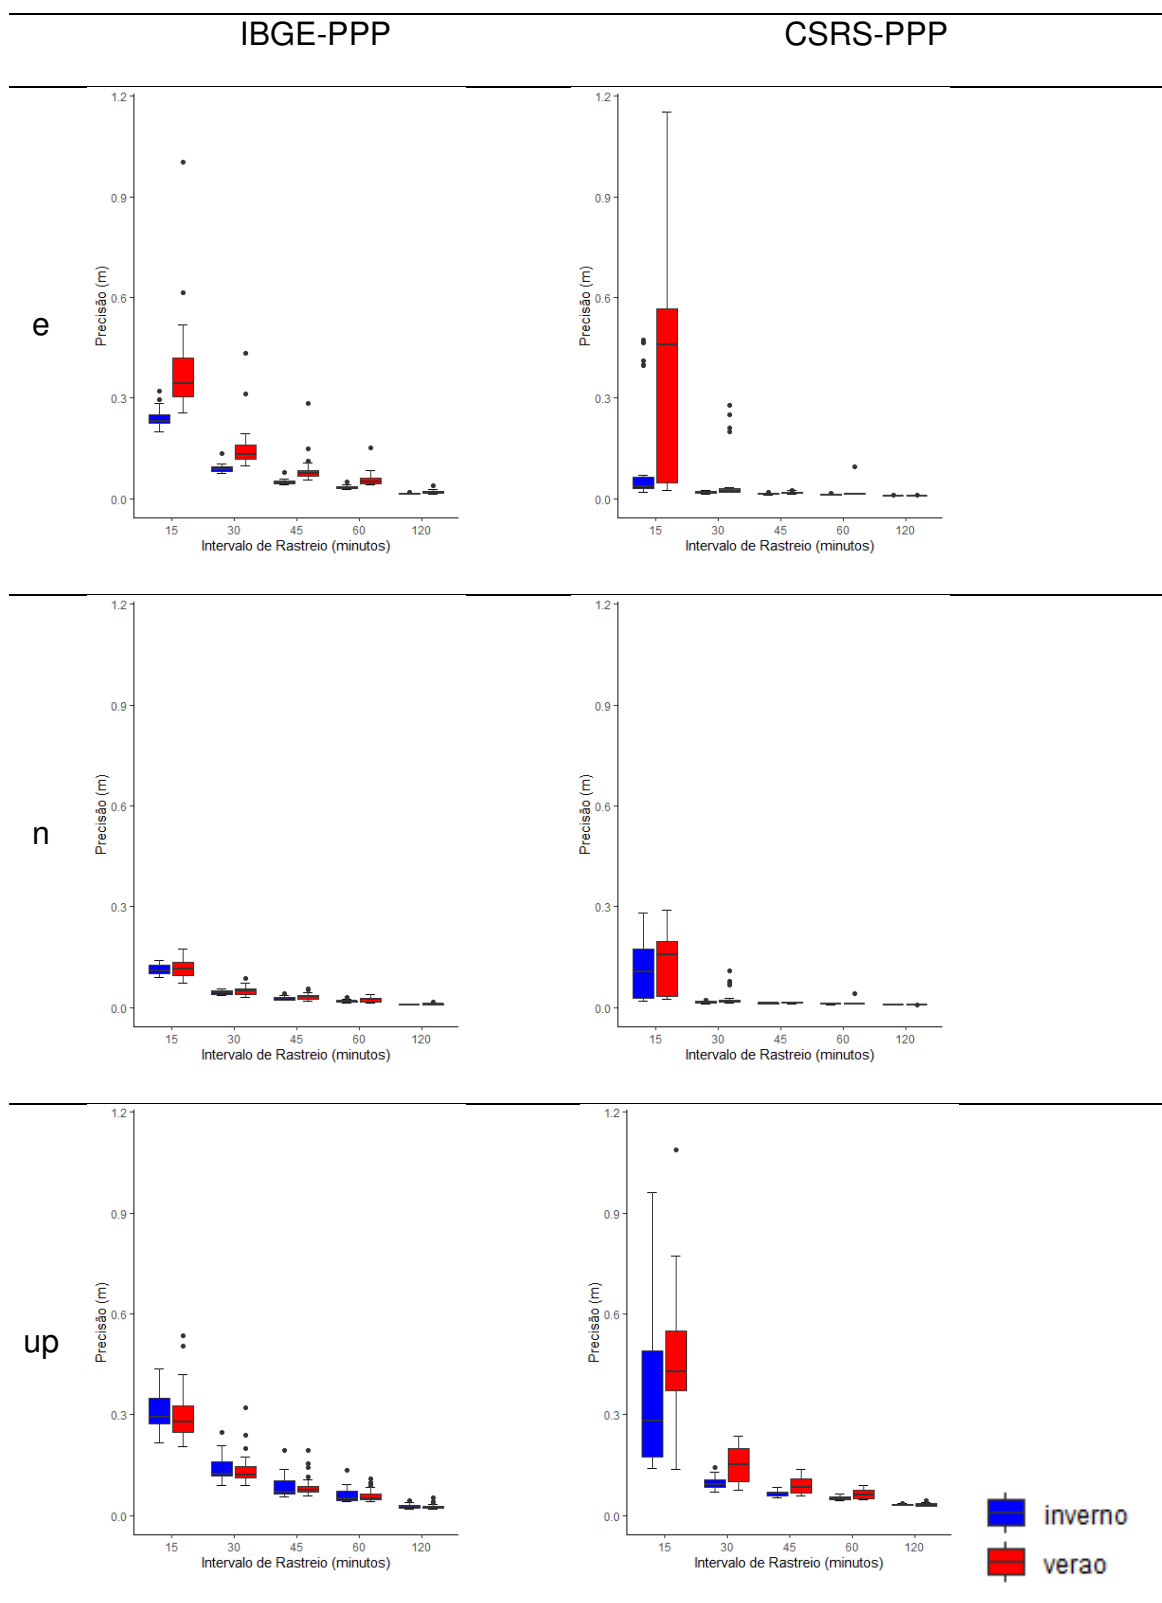 IBGE-PPP CSRS-PPP
e
1.2
0.9
0.6
0.3
0.0
Precisão (m)
15 30 45 60 120
Intervalo de Rastreio (minutos)
1.2
0.9
0.6
0.3
0.0
Precisão (m)
15 30 45 60 120
Intervalo de Rastreio (minutos)
n
1.2
0.9
0.6
0.3
0.0
Precisão (m)
15 30 45 60 120
Intervalo de Rastreio (minutos)
1.2
0.9
0.6
0.3
0.0
Precisão (m)
15 30 45 60 120
Intervalo de Rastreio (minutos)
up
1.2
0.9
0.6
0.3
0.0
Precisão (m)
15 30 45 60 120
Intervalo de Rastreio (minutos)
1.2
0.9
0.6
0.3
0.0
Precisão (m)
15 30 45 60 120
Intervalo de Rastreio (minutos)
inverno
verao